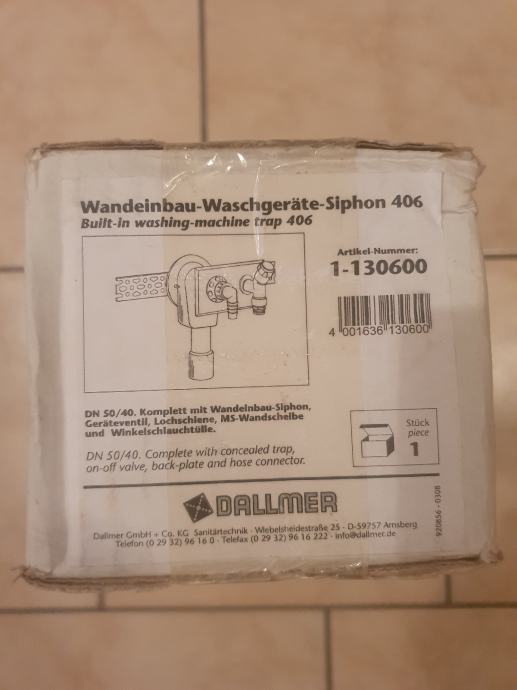 Wandeinbau-Waschgeräte-Siphon 406
Built-in washing-machine trap 406
Artikel-Nummer:
1-130600
4 001636 130600
DN 50/40. Komplett mit Wandeinbau-Siphon,
Geräteventil, Lochschiene, MS-Wandscheibe
und Winkelschlauchtülle.
DN 50/40. Complete with concealed trap,
on-off valve, back-plate and hose connector.
Stück
piece
1
DALLMER
Dallmer GmbH + Co. KG Sanitärtechnik · Wiebelsheidestraße 25 · D-59757 Arnsberg
Telefon (0 29 32) 96 16 0 · Telefax (0 29 32) 96 16 222 · info@dallmer.de
920856 - 0308